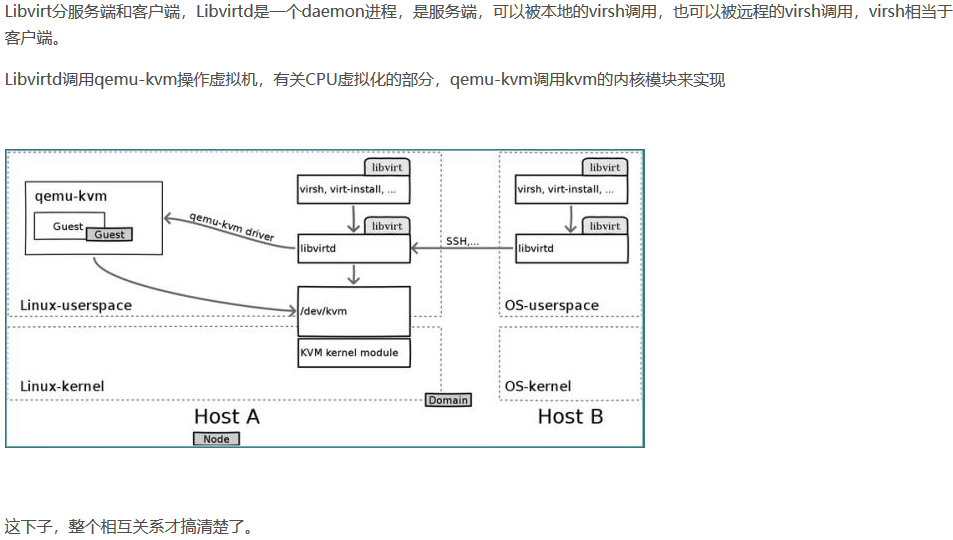 Libvirt分服务端和客户端，Libvirtd是一个daemon进程，是服务端，可以被本地的virsh调用，也可以被远程的virsh调用，virsh相当于
客户端。
Libvirtd调用qemu-kvm操作虚拟机，有关CPU虚拟化的部分，qemu-kvm调用kvm的内核模块来实现
libvirt
virsh, virt-install, ...
libvirt
libvirtd
qemu-kvm
Guest
Guest
qemu-kvm driver
SSH,...
libvirt
virsh, virt-install, ...
libvirt
libvirtd
/dev/kvm
KVM kernel module
Linux-userspace
OS-userspace
Linux-kernel
OS-kernel
Domain
Host A
Node
Host B
这下子，整个相互关系才搞清楚了。